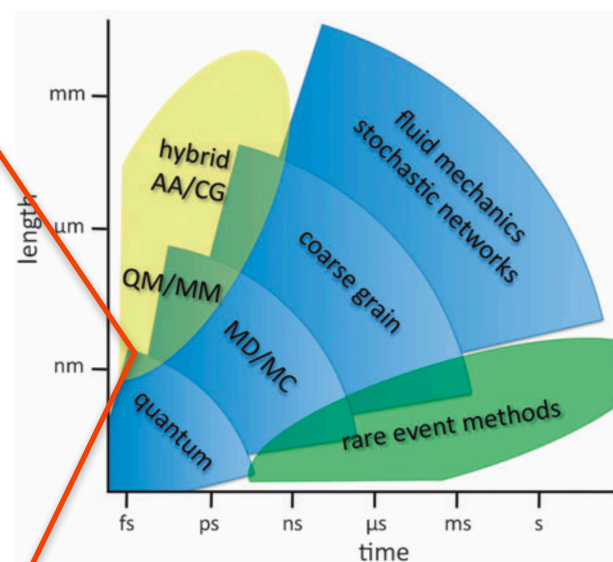 mm
μm
nm
length
hybrid
AA/CG
QM/MM
quantum
MD/MC
coarse grain
fluid mechanics
stochastic networks
rare event methods
fs
ps
ns
μs
ms
s
time